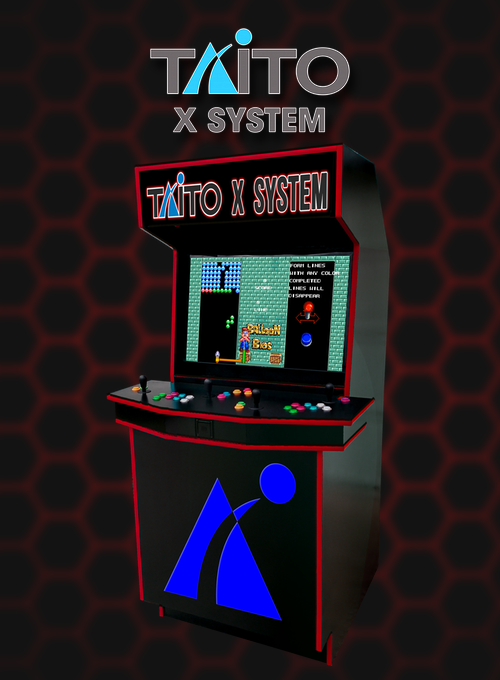 TAITO
X SYSTEM
TAITO X SYSTEM
FORM LINES
WITH ANY COLOR
COMPLETED
LINES WILL
DISAPPEAR
Balloon
Bros